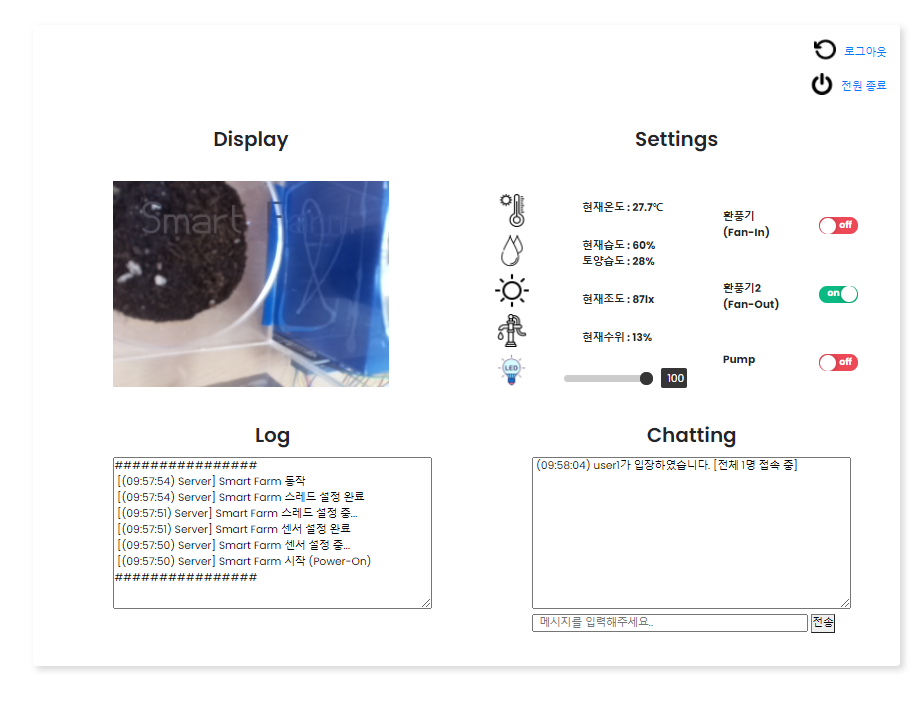 로그아웃
전원 종료
Display
Smart Farm
Settings
현재온도 : 27.7℃
현재습도 : 60%
토양습도 : 28%
현재조도 : 87lx
현재수위 : 13%
LED
100
환풍기
(Fan-In)
off
환풍기2
(Fan-Out)
on
Pump
off
Log
################
[(09:57:54) Server] Smart Farm 동작
[(09:57:54) Server] Smart Farm 스레드 설정 완료
[(09:57:51) Server] Smart Farm 스레드 설정 중...
[(09:57:51) Server] Smart Farm 센서 설정 완료
[(09:57:50) Server] Smart Farm 센서 설정 중...
[(09:57:50) Server] Smart Farm 시작 (Power-On)
################
Chatting
(09:58:04) user1가 입장하였습니다. [전체 1명 접속 중]
메시지를 입력해주세요..
전송